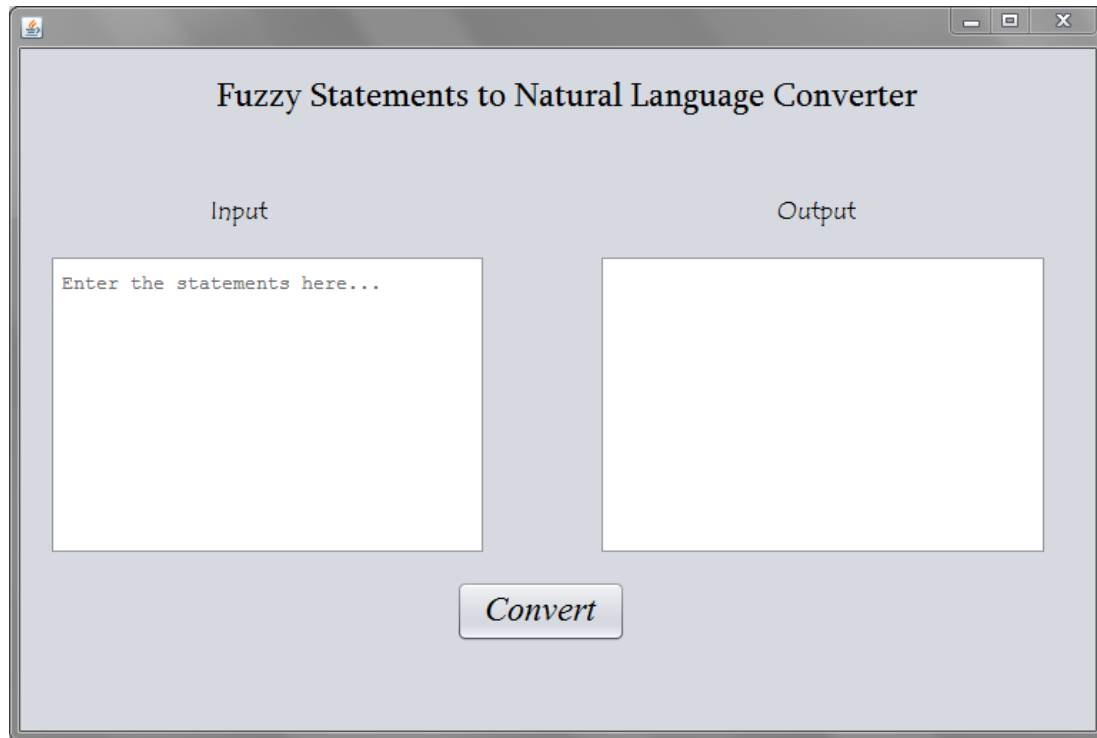 Fuzzy Statements to Natural Language Converter
Input
Output
Enter the statements here...
Convert